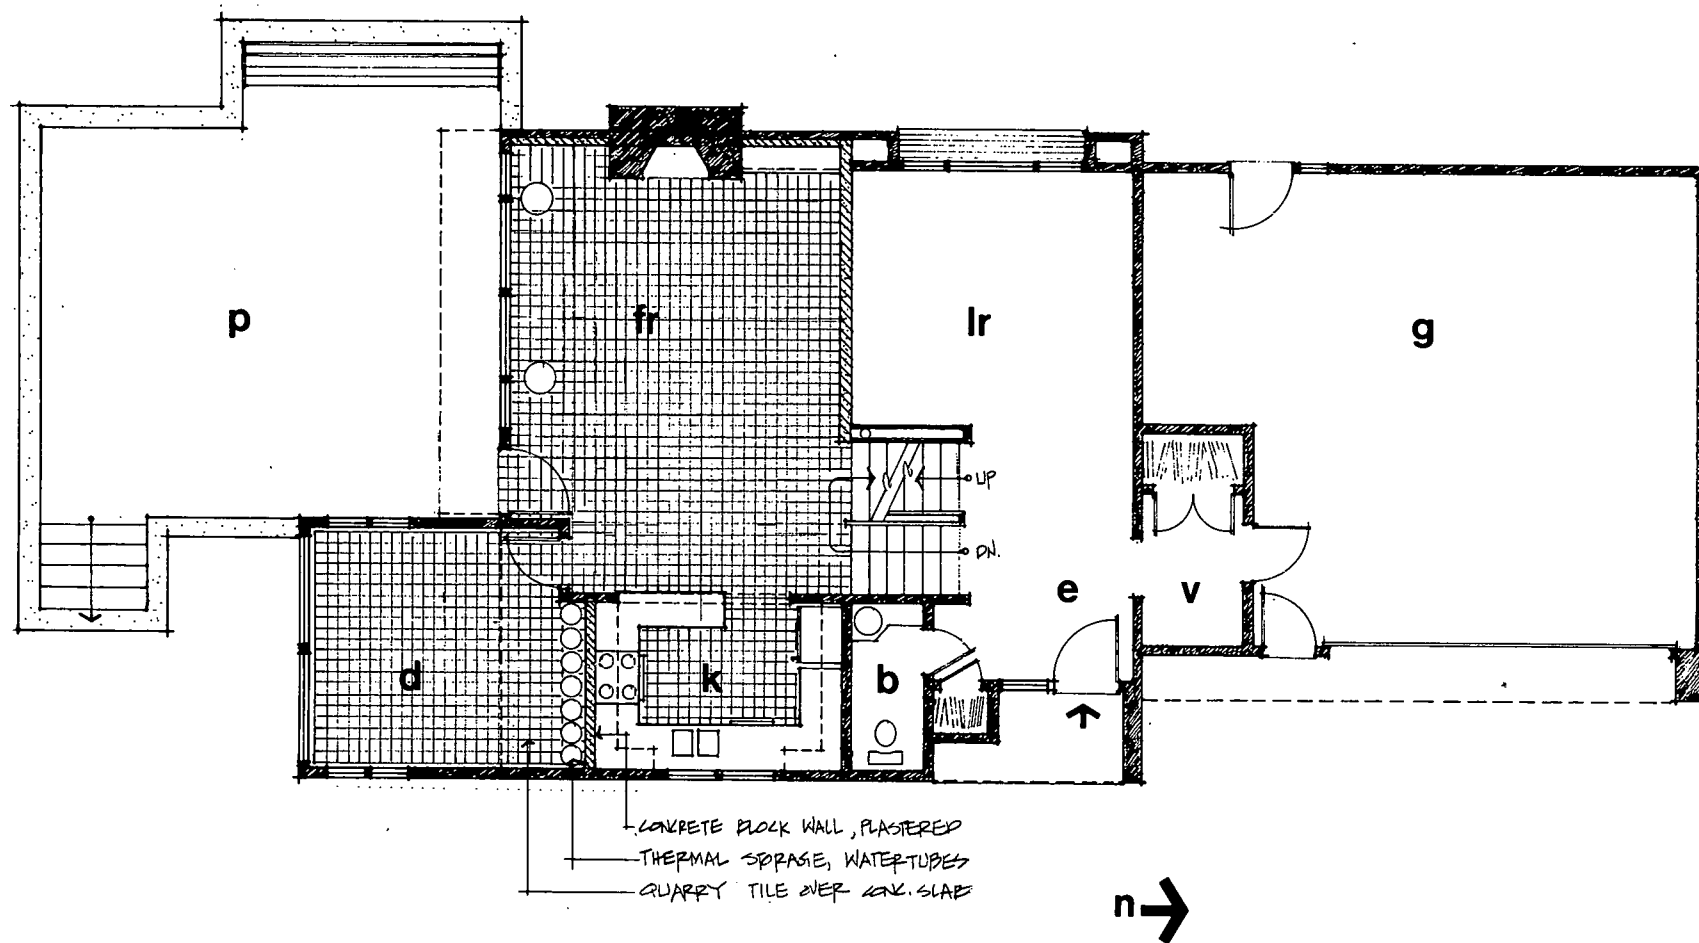 p
fr
lr
g
UP
DN.
e
v
d
k
b
CONCRETE BLOCK WALL, PLASTERED
THERMAL STORAGE, WATERTUBES
QUARRY TILE OVER CONC. SLAB
n